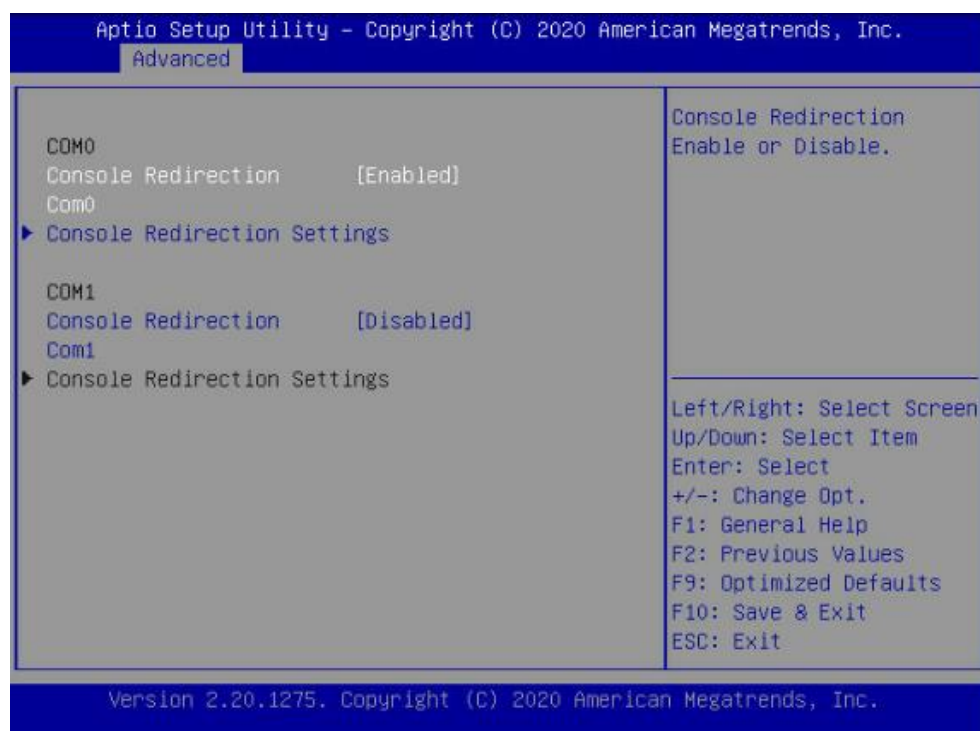 Aptio Setup Utility – Copyright (C) 2020 American Megatrends, Inc.
Advanced
COM0
Console Redirection [Enabled]
Com0
▶ Console Redirection Settings
COM1
Console Redirection [Disabled]
Com1
▶ Console Redirection Settings
Console Redirection
Enable or Disable.
Left/Right: Select Screen
Up/Down: Select Item
Enter: Select
+/-: Change Opt.
F1: General Help
F2: Previous Values
F9: Optimized Defaults
F10: Save & Exit
ESC: Exit
Version 2.20.1275. Copyright (C) 2020 American Megatrends, Inc.